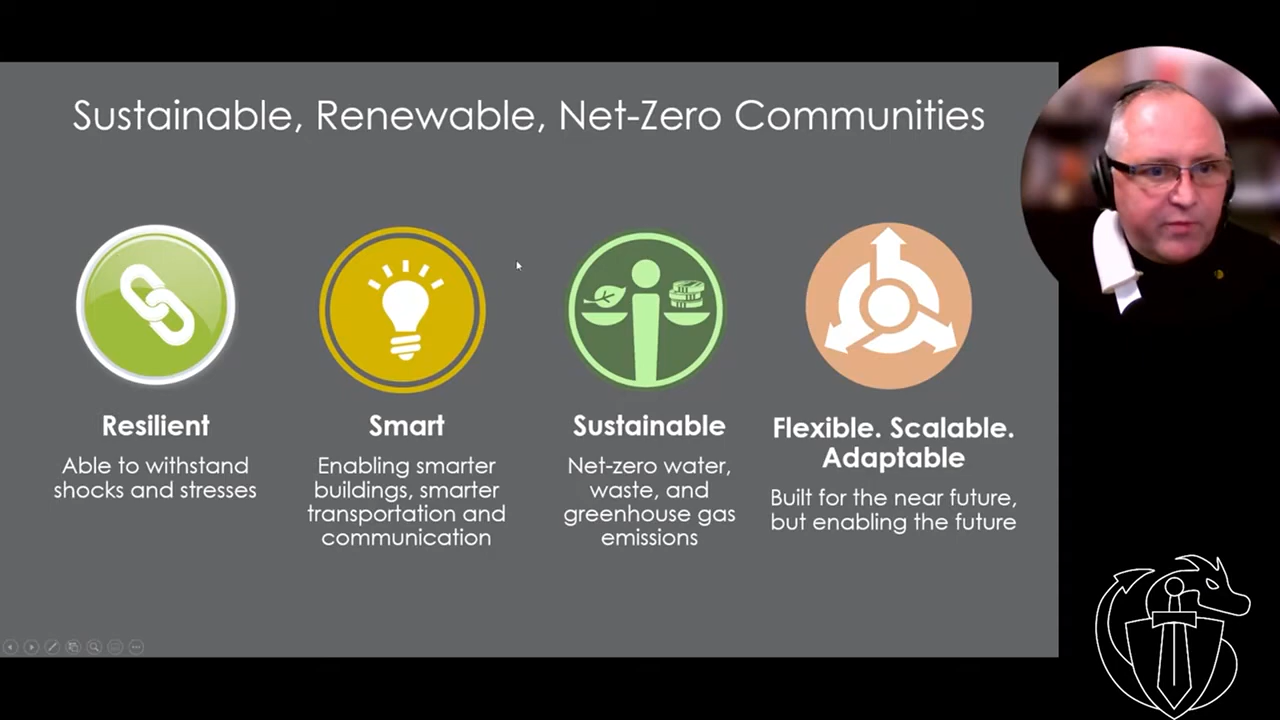 Sustainable, Renewable, Net-Zero Communities
Resilient
Able to withstand
shocks and stresses
Smart
Enabling smarter
buildings, smarter
transportation and
communication
Sustainable
Net-zero water,
waste, and
greenhouse gas
emissions
Flexible. Scalable.
Adaptable
Built for the near future,
but enabling the future